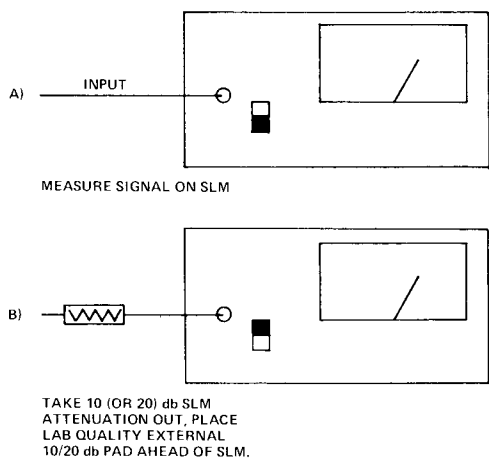 INPUT
A)
MEASURE SIGNAL ON SLM
B)
TAKE 10 (OR 20) db SLM
ATTENUATION OUT, PLACE
LAB QUALITY EXTERNAL
10/20 db PAD AHEAD OF SLM.